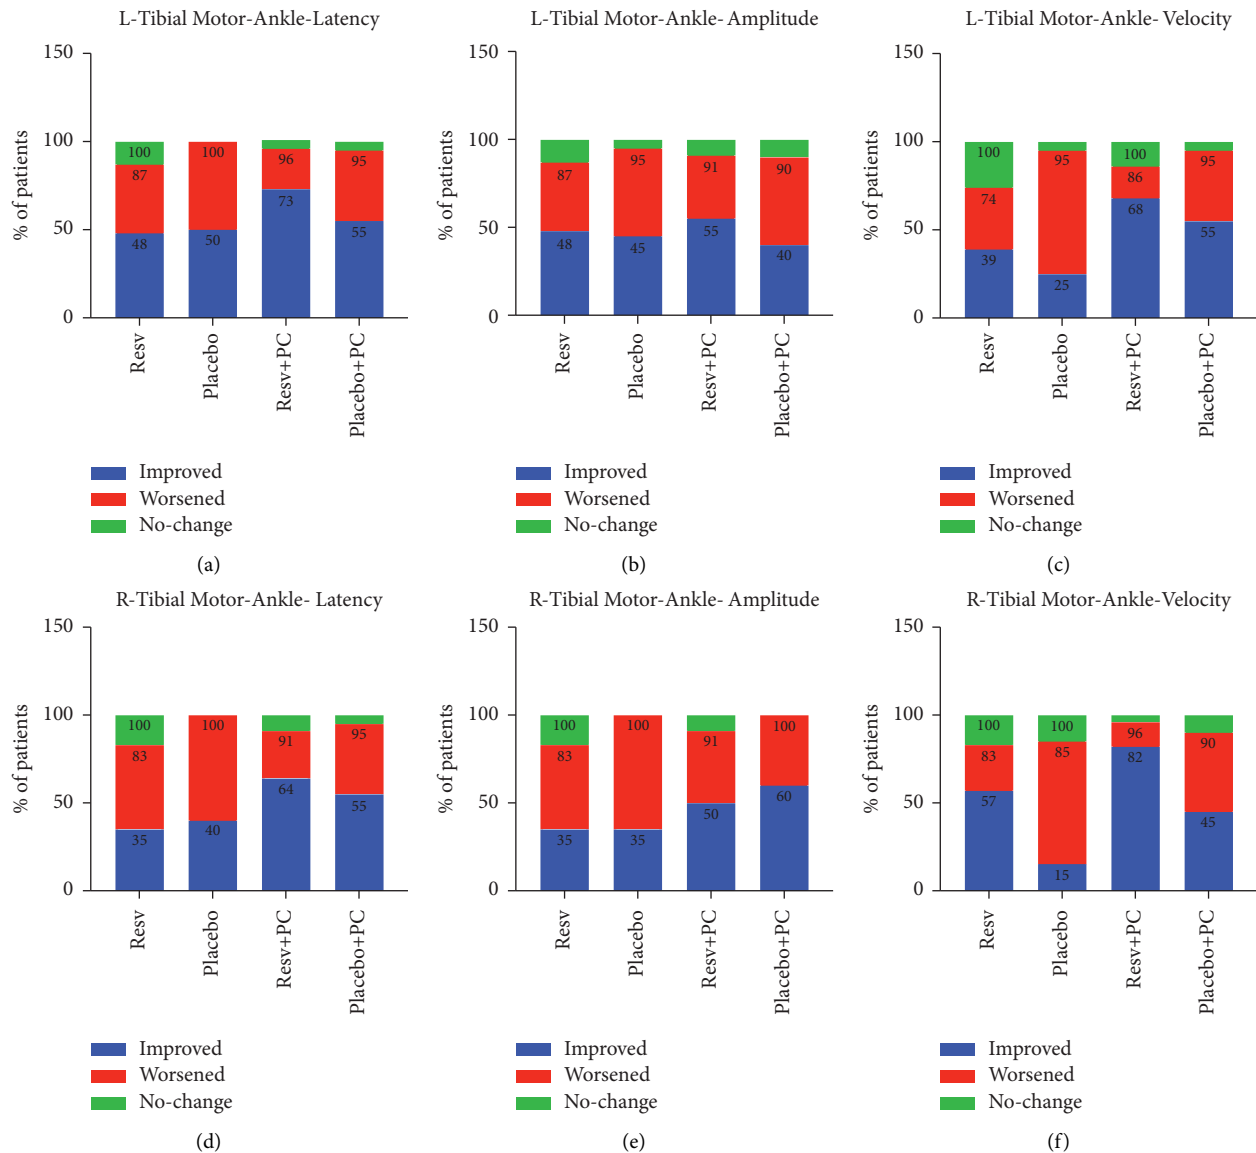 L-Tibial Motor-Ankle-Latency
150
100
50
0
% of patients
100
87
48
100
50
96
73
95
55
Resv
Placebo
Resv+PC
Placebo+PC
Improved
Worsened
No-change
(a)
L-Tibial Motor-Ankle- Amplitude
150
100
50
0
% of patients
87
48
95
45
91
55
90
40
Resv
Placebo
Resv+PC
Placebo+PC
Improved
Worsened
No-change
(b)
L-Tibial Motor-Ankle- Velocity
150
100
50
0
% of patients
100
74
39
95
25
100
86
68
95
55
Resv
Placebo
Resv+PC
Placebo+PC
Improved
Worsened
No-change
(c)
R-Tibial Motor-Ankle- Latency
150
100
50
0
% of patients
100
83
35
100
40
91
64
95
55
Resv
Placebo
Resv+PC
Placebo+PC
Improved
Worsened
No-change
(d)
R-Tibial Motor-Ankle- Amplitude
150
100
50
0
% of patients
100
83
35
100
35
91
50
100
60
Resv
Placebo
Resv+PC
Placebo+PC
Improved
Worsened
No-change
(e)
R-Tibial Motor-Ankle-Velocity
150
100
50
0
% of patients
100
83
57
100
85
15
96
82
90
45
Resv
Placebo
Resv+PC
Placebo+PC
Improved
Worsened
No-change
(f)